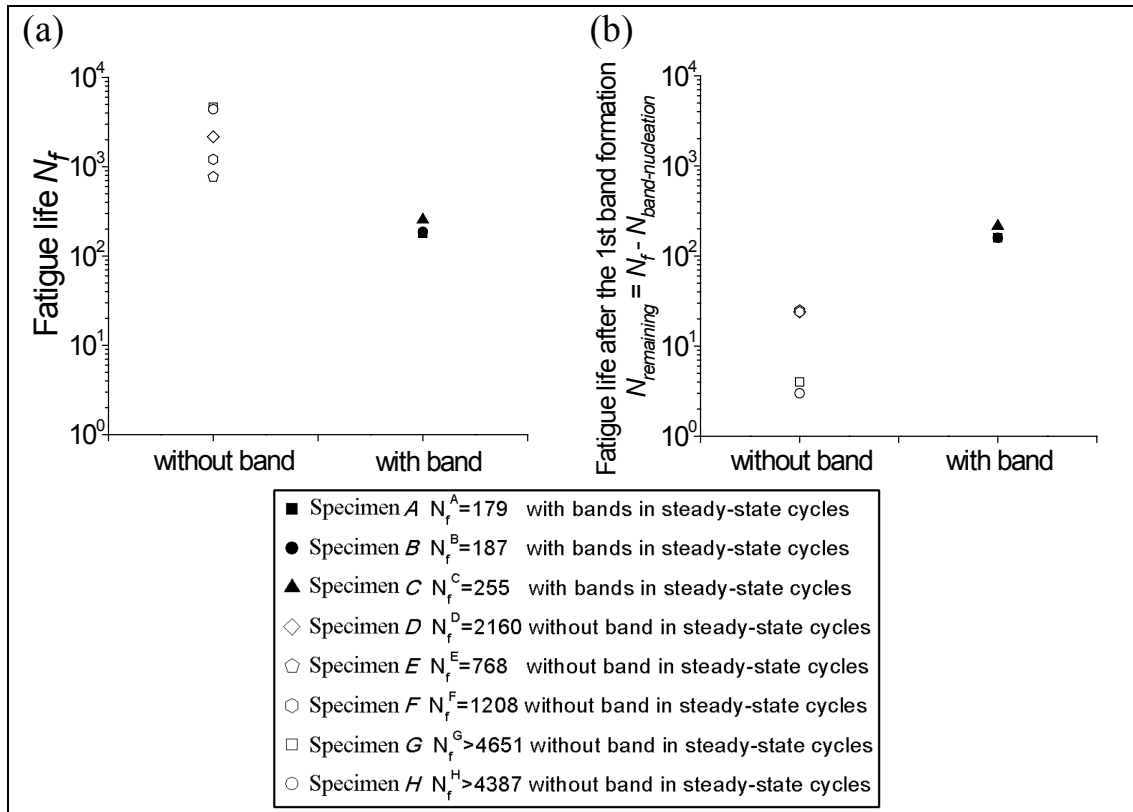 (a)
10^4
10^3
10^2
10^1
10^0
Fatigue life N_f
without band
with band
(b)
10^4
10^3
10^2
10^1
10^0
Fatigue life after the 1st band formation
N_remaining = N_f - N_band-nucleation
without band
with band
■ Specimen A N_f^A=179 with bands in steady-state cycles
● Specimen B N_f^B=187 with bands in steady-state cycles
▲ Specimen C N_f^C=255 with bands in steady-state cycles
◇ Specimen D N_f^D=2160 without band in steady-state cycles
⬠ Specimen E N_f^E=768 without band in steady-state cycles
⬡ Specimen F N_f^F=1208 without band in steady-state cycles
□ Specimen G N_f^G>4651 without band in steady-state cycles
○ Specimen H N_f^H>4387 without band in steady-state cycles